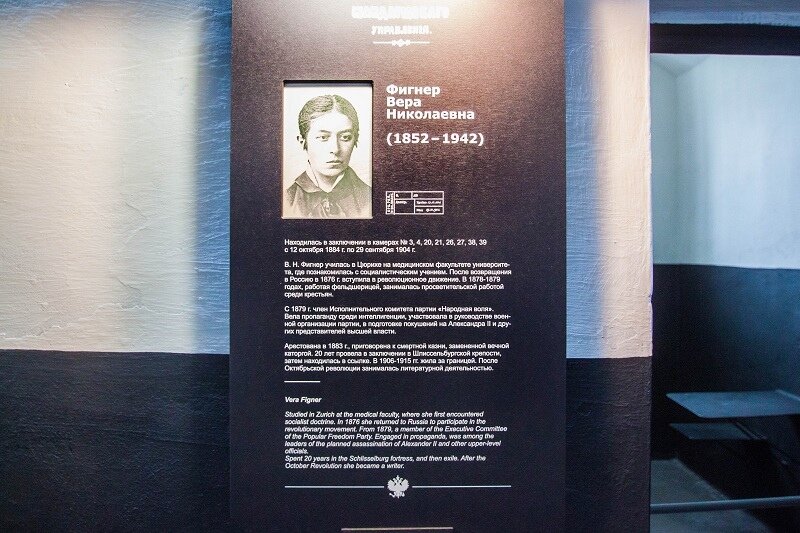 УПРАВЛЕНИЯ.
Фигнер
Вера
Николаевна
(1852–1942)
Находилась в заключении в камерах № 3, 4, 20, 21, 26, 27, 38, 39
с 12 октября 1884 г. по 29 сентября 1904 г.
В. Н. Фигнер училась в Цюрихе на медицинском факультете университе-
та, где познакомилась с социалистическим учением. После возвращения
в Россию в 1876 г. вступила в революционное движение. В 1878-1879
годах, работая фельдшерицей, занималась просветительской работой
среди крестьян.
С 1879 г. член Исполнительного комитета партии «Народная воля».
Вела пропаганду среди интеллигенции, участвовала в руководстве воен-
ной организации партии, в подготовке покушений на Александра II и дру-
гих представителей высшей власти.
Арестована в 1883 г., приговорена к смертной казни, замененной вечной
каторгой. 20 лет провела в заключении в Шлиссельбургской крепости,
затем находилась в ссылке. В 1906-1915 гг. жила за границей. После
Октябрьской революции занималась литературной деятельностью.
Vera Figner
Studied in Zurich at the medical faculty, where she first encountered
socialist doctrine. In 1876 she returned to Russia to participate in the
revolutionary movement. From 1879, a member of the Executive Committee
of the Popular Freedom Party. Engaged in propaganda, was among the
leaders of the planned assassination of Alexander II and other upper-level
officials.
Spent 20 years in the Schlisselburg fortress, and then exile. After the
October Revolution she became a writer.